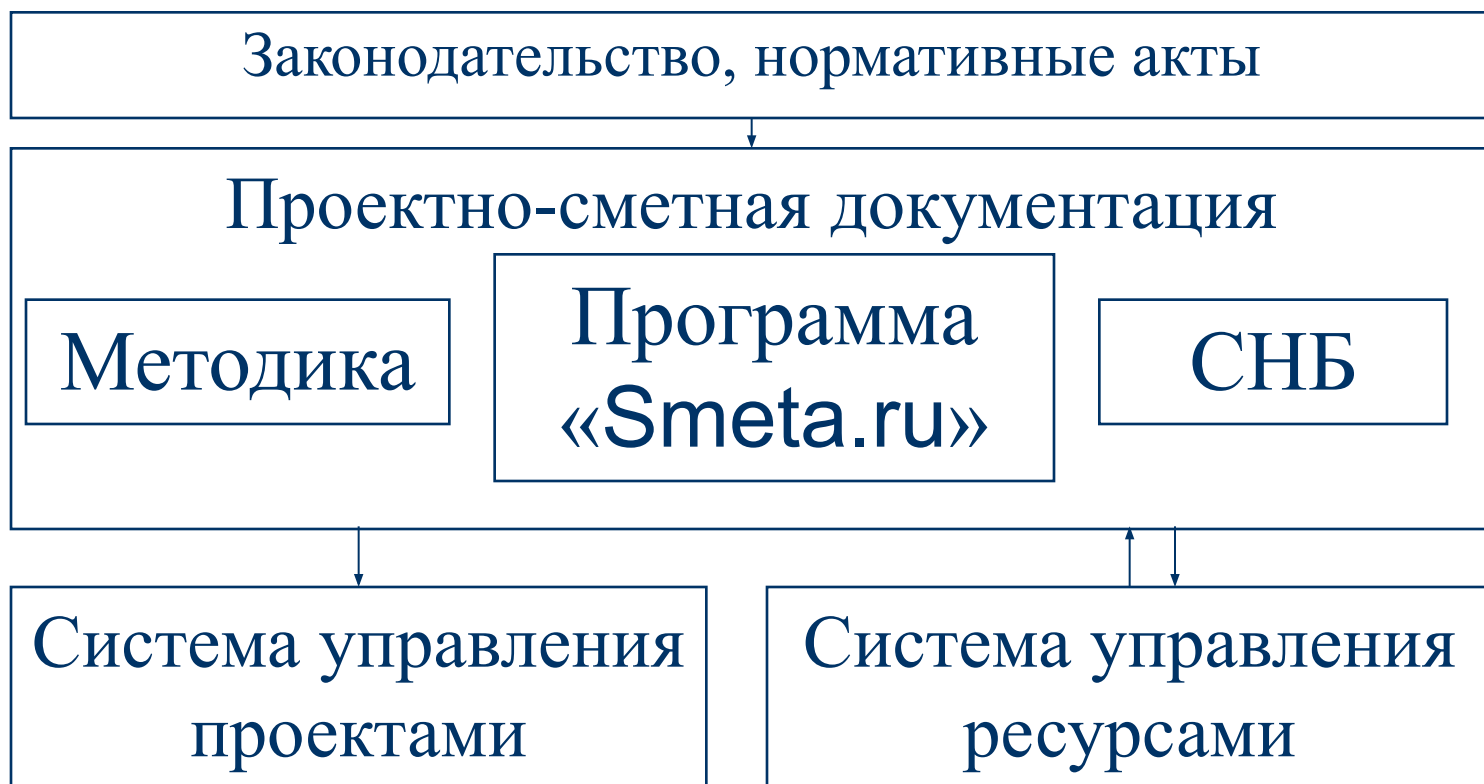 Законодательство, нормативные акты
Проектно-сметная документация
Методика
Программа
«Smeta.ru»
СНБ
Система управления
проектами
Система управления
ресурсами